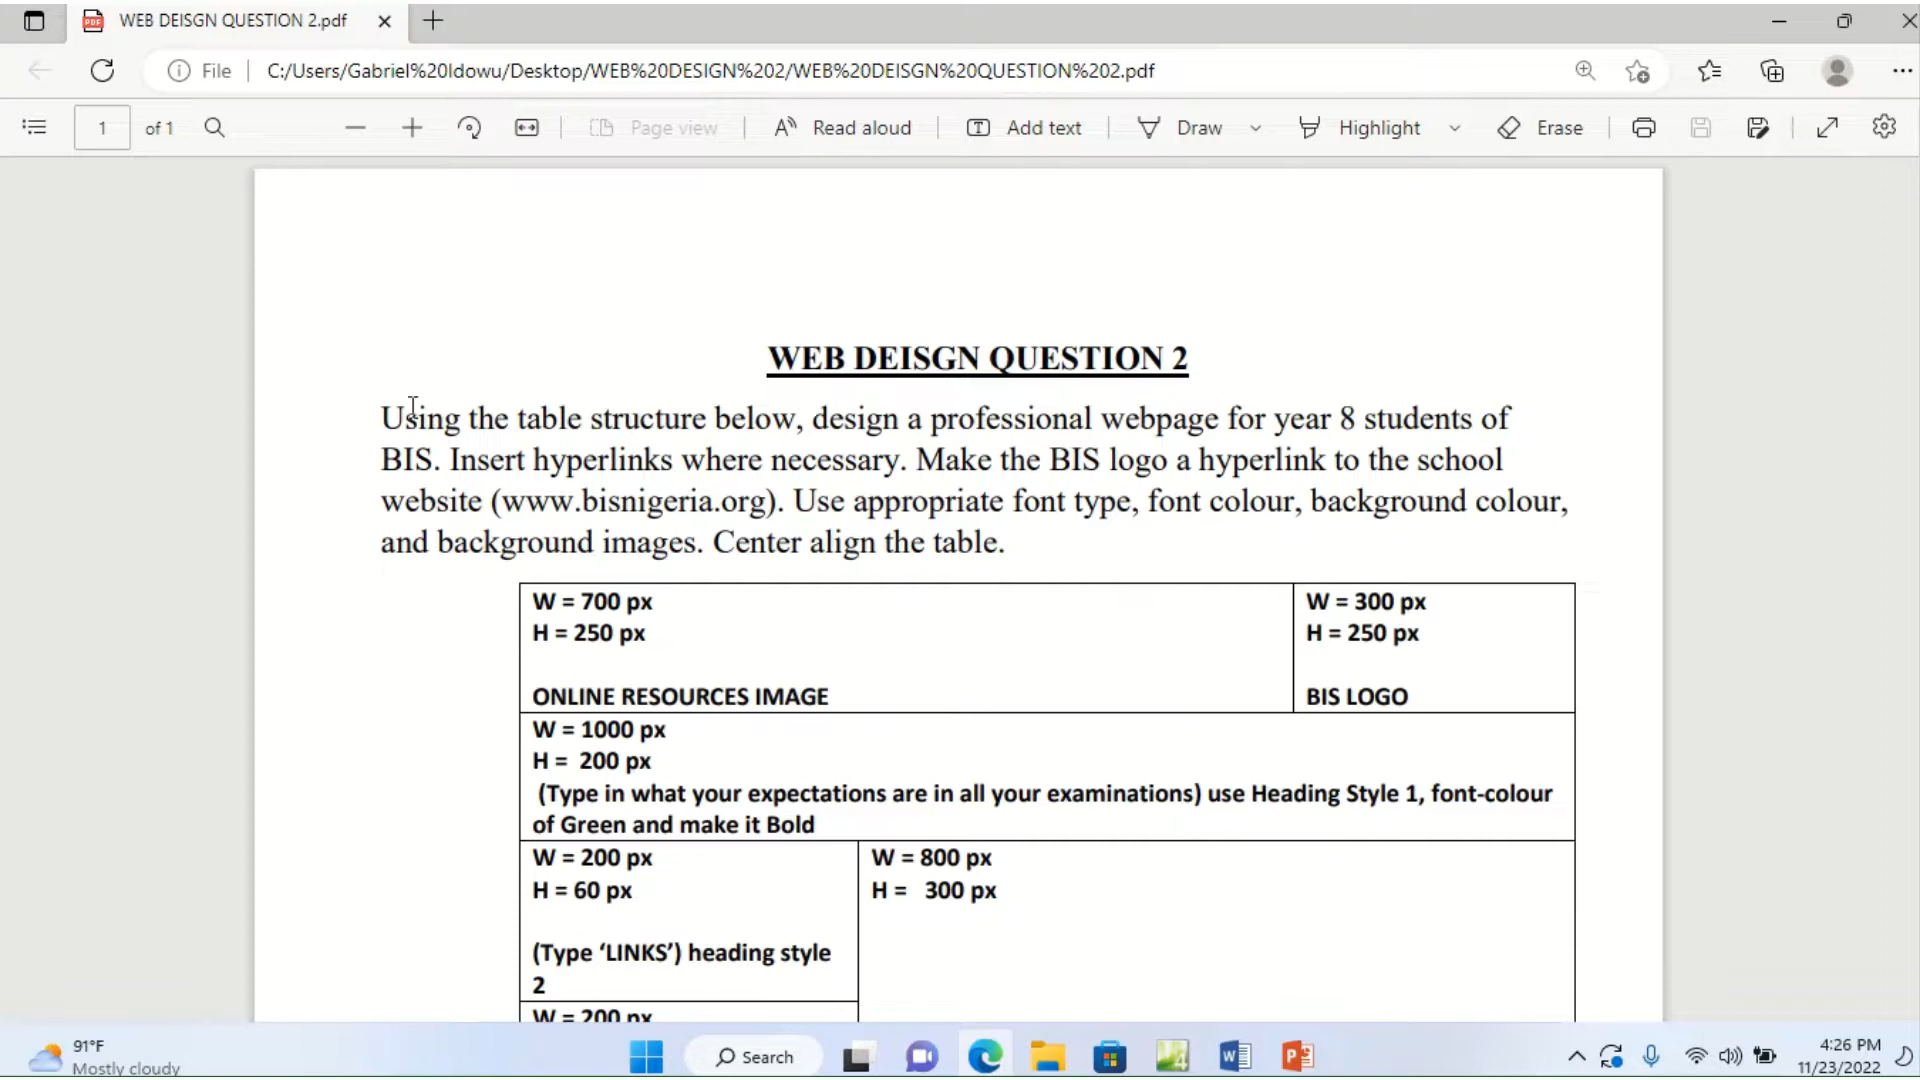 WEB DEISGN QUESTION 2.pdf
File
C:/Users/Gabriel%20Idowu/Desktop/WEB%20DESIGN%202/WEB%20DEISGN%20QUESTION%202.pdf
1 of 1
Page view
Read aloud
Add text
Draw
Highlight
Erase
WEB DEISGN QUESTION 2
Using the table structure below, design a professional webpage for year 8 students of
BIS. Insert hyperlinks where necessary. Make the BIS logo a hyperlink to the school
website (www.bisnigeria.org). Use appropriate font type, font colour, background colour,
and background images. Center align the table.
W = 700 px
H = 250 px
ONLINE RESOURCES IMAGE
W = 300 px
H = 250 px
BIS LOGO
W = 1000 px
H = 200 px
(Type in what your expectations are in all your examinations) use Heading Style 1, font-colour
of Green and make it Bold
W = 200 px
H = 60 px
(Type ‘LINKS’) heading style
2
W = 800 px
H = 300 px
W = 200 px
91°F
Mostly cloudy
Search
4:26 PM
11/23/2022